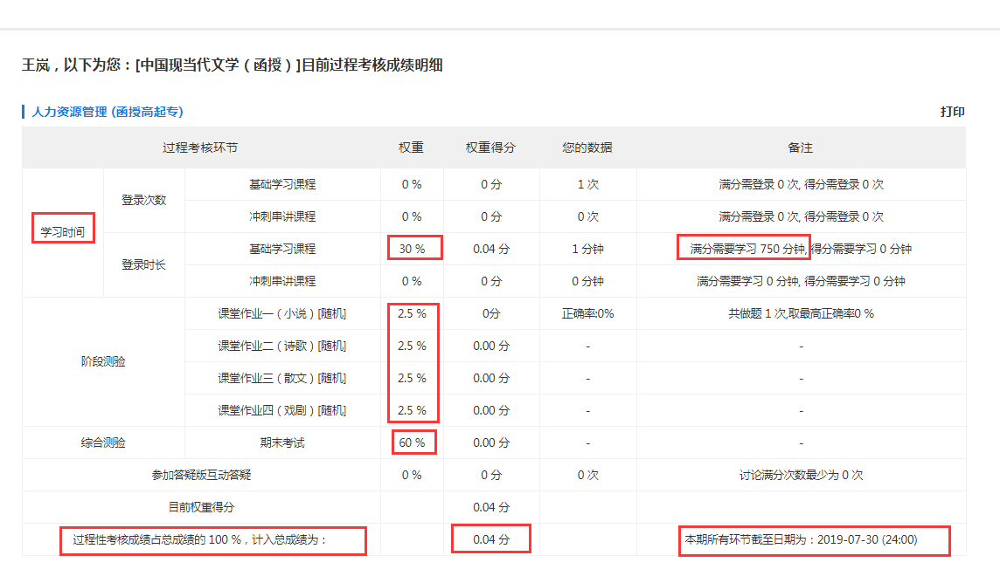 王岚，以下为您：[中国现当代文学（函授）]目前过程考核成绩明细
人力资源管理 (函授高起专) 打印
过程考核环节 权重 权重得分 您的数据 备注
学习时间 登录次数 基础学习课程 0 % 0 分 1 次 满分需登录 0 次, 得分需登录 0 次
冲刺串讲课程 0 % 0 分 0 次 满分需登录 0 次, 得分需登录 0 次
登录时长 基础学习课程 30 % 0.04 分 1 分钟 满分需要学习 750 分钟, 得分需要学习 0 分钟
冲刺串讲课程 0 % 0 分 0 分钟 满分需要学习 0 分钟, 得分需要学习 0 分钟
阶段测验 课堂作业一（小说）[随机] 2.5 % 0分 正确率:0% 共做题 1 次,取最高正确率0 %
课堂作业二（诗歌）[随机] 2.5 % 0.00 分 - -
课堂作业三（散文）[随机] 2.5 % 0.00 分 - -
课堂作业四（戏剧）[随机] 2.5 % 0.00 分 - -
综合测验 期末考试 60 % 0.00 分 - -
参加答疑版互动答疑 0 % 0 分 0 次 讨论满分次数最少为 0 次
目前权重得分 0.04 分
过程性考核成绩占总成绩的 100 %，计入总成绩为： 0.04 分 本期所有环节截至日期为：2019-07-30 (24:00)